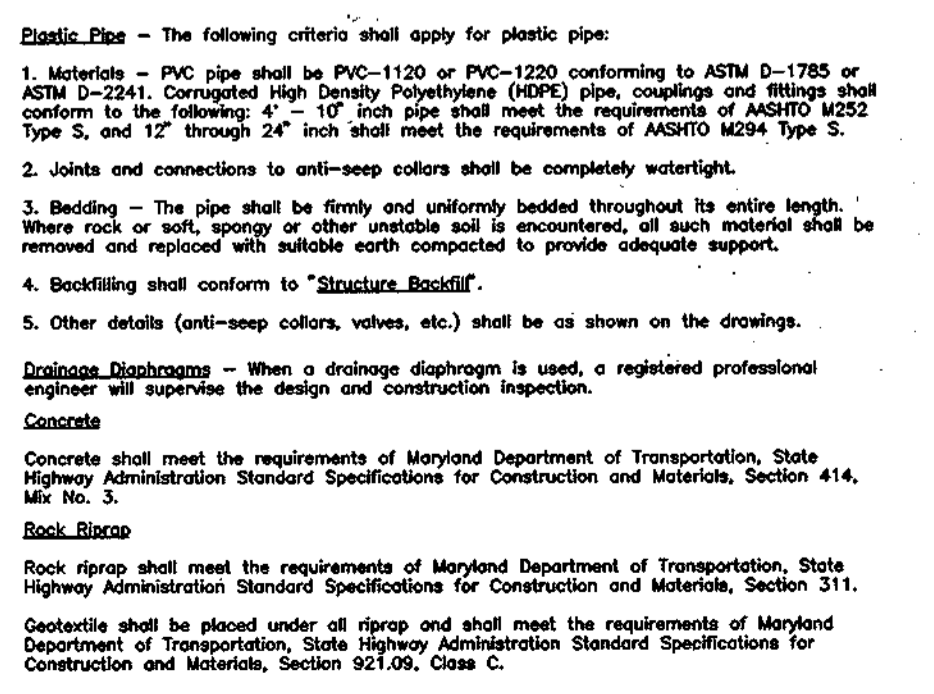 Plastic Pipe – The following criteria shall apply for plastic pipe:
1. Materials – PVC pipe shall be PVC–1120 or PVC–1220 conforming to ASTM D–1785 or
ASTM D–2241. Corrugated High Density Polyethylene (HDPE) pipe, couplings and fittings shall
conform to the following: 4" – 10" inch pipe shall meet the requirements of AASHTO M252
Type S, and 12" through 24" inch shall meet the requirements of AASHTO M294 Type S.
2. Joints and connections to anti–seep collars shall be completely watertight.
3. Bedding – The pipe shall be firmly and uniformly bedded throughout its entire length.
Where rock or soft, spongy or other unstable soil is encountered, all such material shall be
removed and replaced with suitable earth compacted to provide adequate support.
4. Backfilling shall conform to "Structure Backfill".
5. Other details (anti–seep collars, valves, etc.) shall be as shown on the drawings.
Drainage Diaphragms – When a drainage diaphragm is used, a registered professional
engineer will supervise the design and construction inspection.
Concrete
Concrete shall meet the requirements of Maryland Department of Transportation, State
Highway Administration Standard Specifications for Construction and Materials, Section 414,
Mix No. 3.
Rock Riprap
Rock riprap shall meet the requirements of Maryland Department of Transportation, State
Highway Administration Standard Specifications for Construction and Materials, Section 311.
Geotextile shall be placed under all riprap and shall meet the requirements of Maryland
Department of Transportation, State Highway Administration Standard Specifications for
Construction and Materials, Section 921.09, Class C.